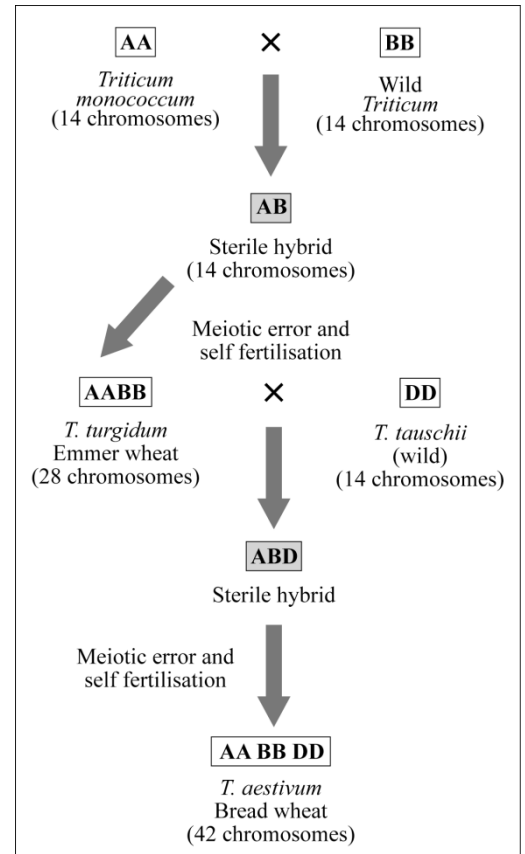 AA × BB
Triticum
monococcum
(14 chromosomes)
Wild
Triticum
(14 chromosomes)
AB
Sterile hybrid
(14 chromosomes)
Meiotic error and
self fertilisation
AABB × DD
T. turgidum
Emmer wheat
(28 chromosomes)
T. tauschii
(wild)
(14 chromosomes)
ABD
Sterile hybrid
Meiotic error and
self fertilisation
AA BB DD
T. aestivum
Bread wheat
(42 chromosomes)